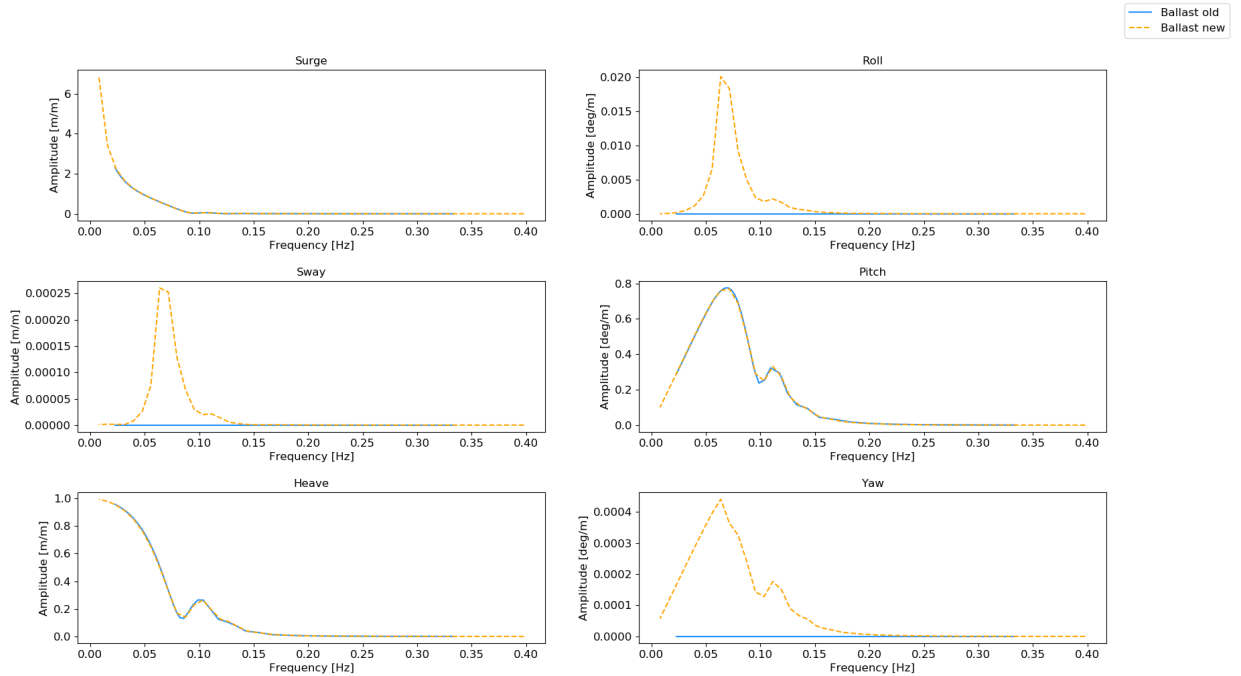 Ballast old
Ballast new
Surge
Amplitude [m/m]
6
4
2
0
0.00 0.05 0.10 0.15 0.20 0.25 0.30 0.35 0.40
Frequency [Hz]
Roll
Amplitude [deg/m]
0.020
0.015
0.010
0.005
0.000
0.00 0.05 0.10 0.15 0.20 0.25 0.30 0.35 0.40
Frequency [Hz]
Sway
Amplitude [m/m]
0.00025
0.00020
0.00015
0.00010
0.00005
0.00000
0.00 0.05 0.10 0.15 0.20 0.25 0.30 0.35 0.40
Frequency [Hz]
Pitch
Amplitude [deg/m]
0.8
0.6
0.4
0.2
0.0
0.00 0.05 0.10 0.15 0.20 0.25 0.30 0.35 0.40
Frequency [Hz]
Heave
Amplitude [m/m]
1.0
0.8
0.6
0.4
0.2
0.0
0.00 0.05 0.10 0.15 0.20 0.25 0.30 0.35 0.40
Frequency [Hz]
Yaw
Amplitude [deg/m]
0.0004
0.0003
0.0002
0.0001
0.0000
0.00 0.05 0.10 0.15 0.20 0.25 0.30 0.35 0.40
Frequency [Hz]